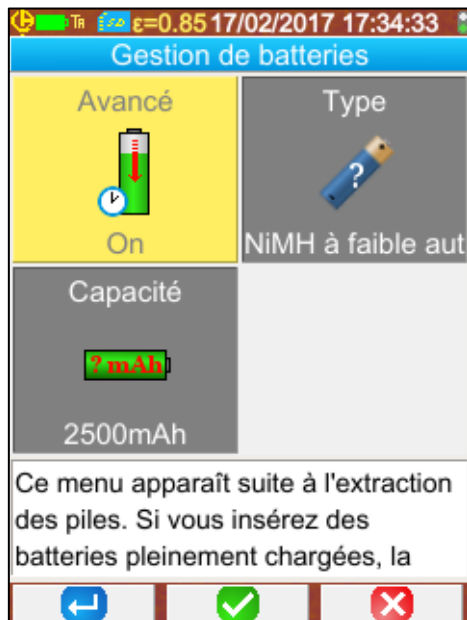 TA ε=0.85 17/02/2017 17:34:33
Gestion de batteries
Avancé
On
Type
?
NiMH à faible aut
Capacité
? mAh
2500mAh
Ce menu apparaît suite à l'extraction
des piles. Si vous insérez des
batteries pleinement chargées, la